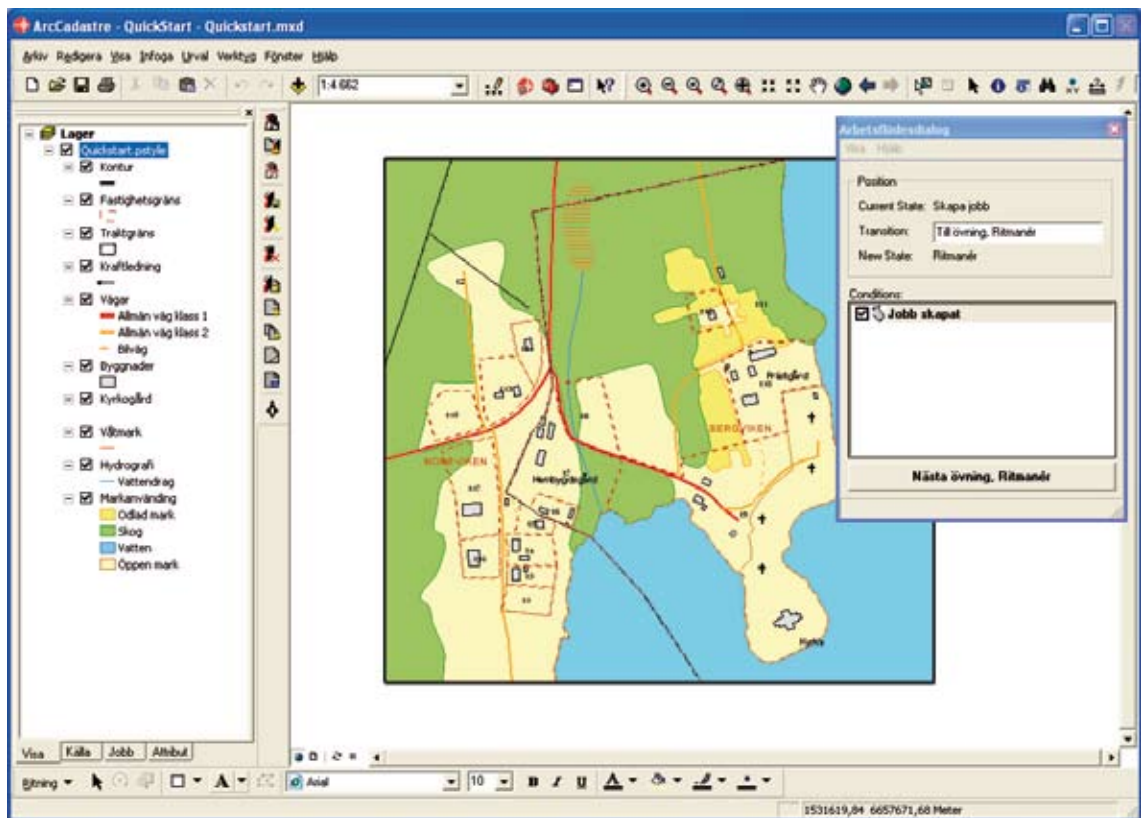 ArcCadastre - QuickStart - Quickstart.mxd
Arkiv Redigera Visa Infoga Urval Verktyg Fönster Hjälp
1:4 662
Lager
Quickstart.pstyle
Kontur
Fastighetsgräns
Traktgräns
Kraftledning
Vägar
Allmän väg klass 1
Allmän väg klass 2
Bilväg
Byggnader
Kyrkogård
Våtmark
Hydrografi
Vattendrag
Markanvänding
Odlad mark
Skog
Vatten
Öppen mark
Prästgård
BERGVIKEN
Hembygdsgård
Arbetsflödesdialog
Visa Hjälp
Position
Current State: Skapa jobb
Transition: Till övning, Ritmanér
New State: Ritmanér
Conditions:
Jobb skapat
Nästa övning, Ritmanér
Visa Källa Jobb Attribut
Ritning A Arial 10 B I U A
1531619,84 6657671,68 Meter